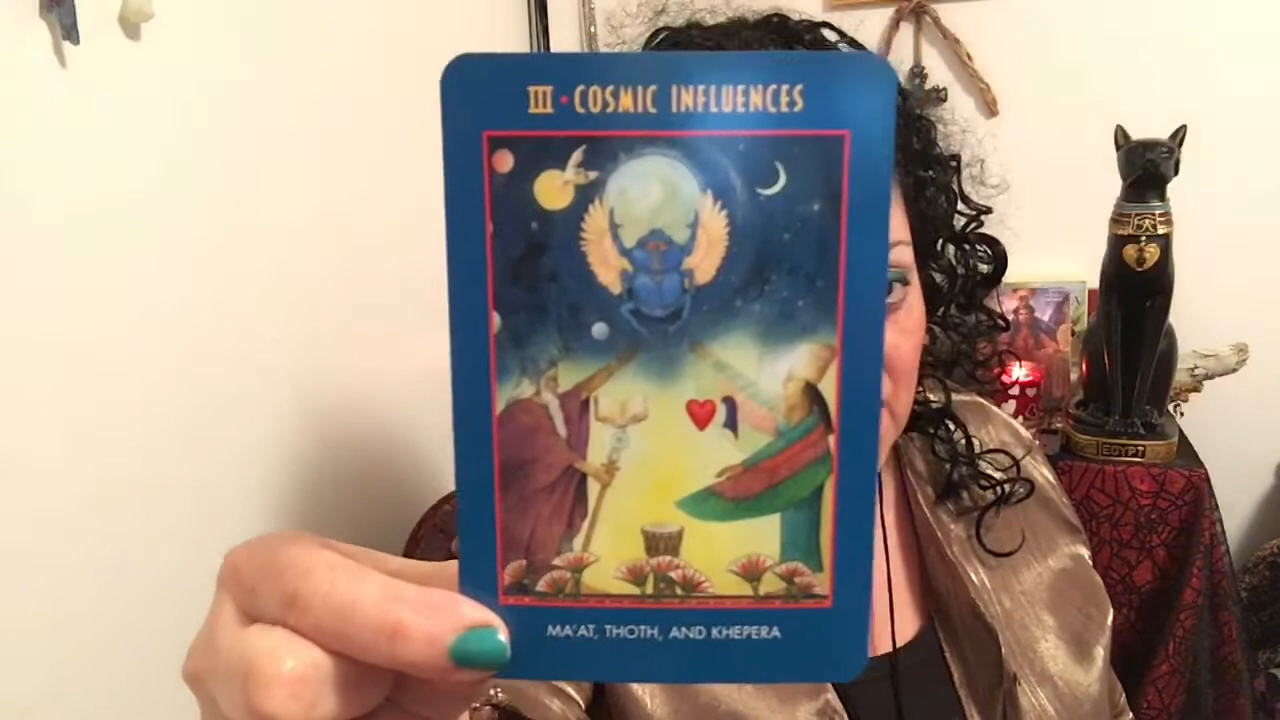 III • COSMIC INFLUENCES
MA'AT, THOTH, AND KHEPERA
EGYPT